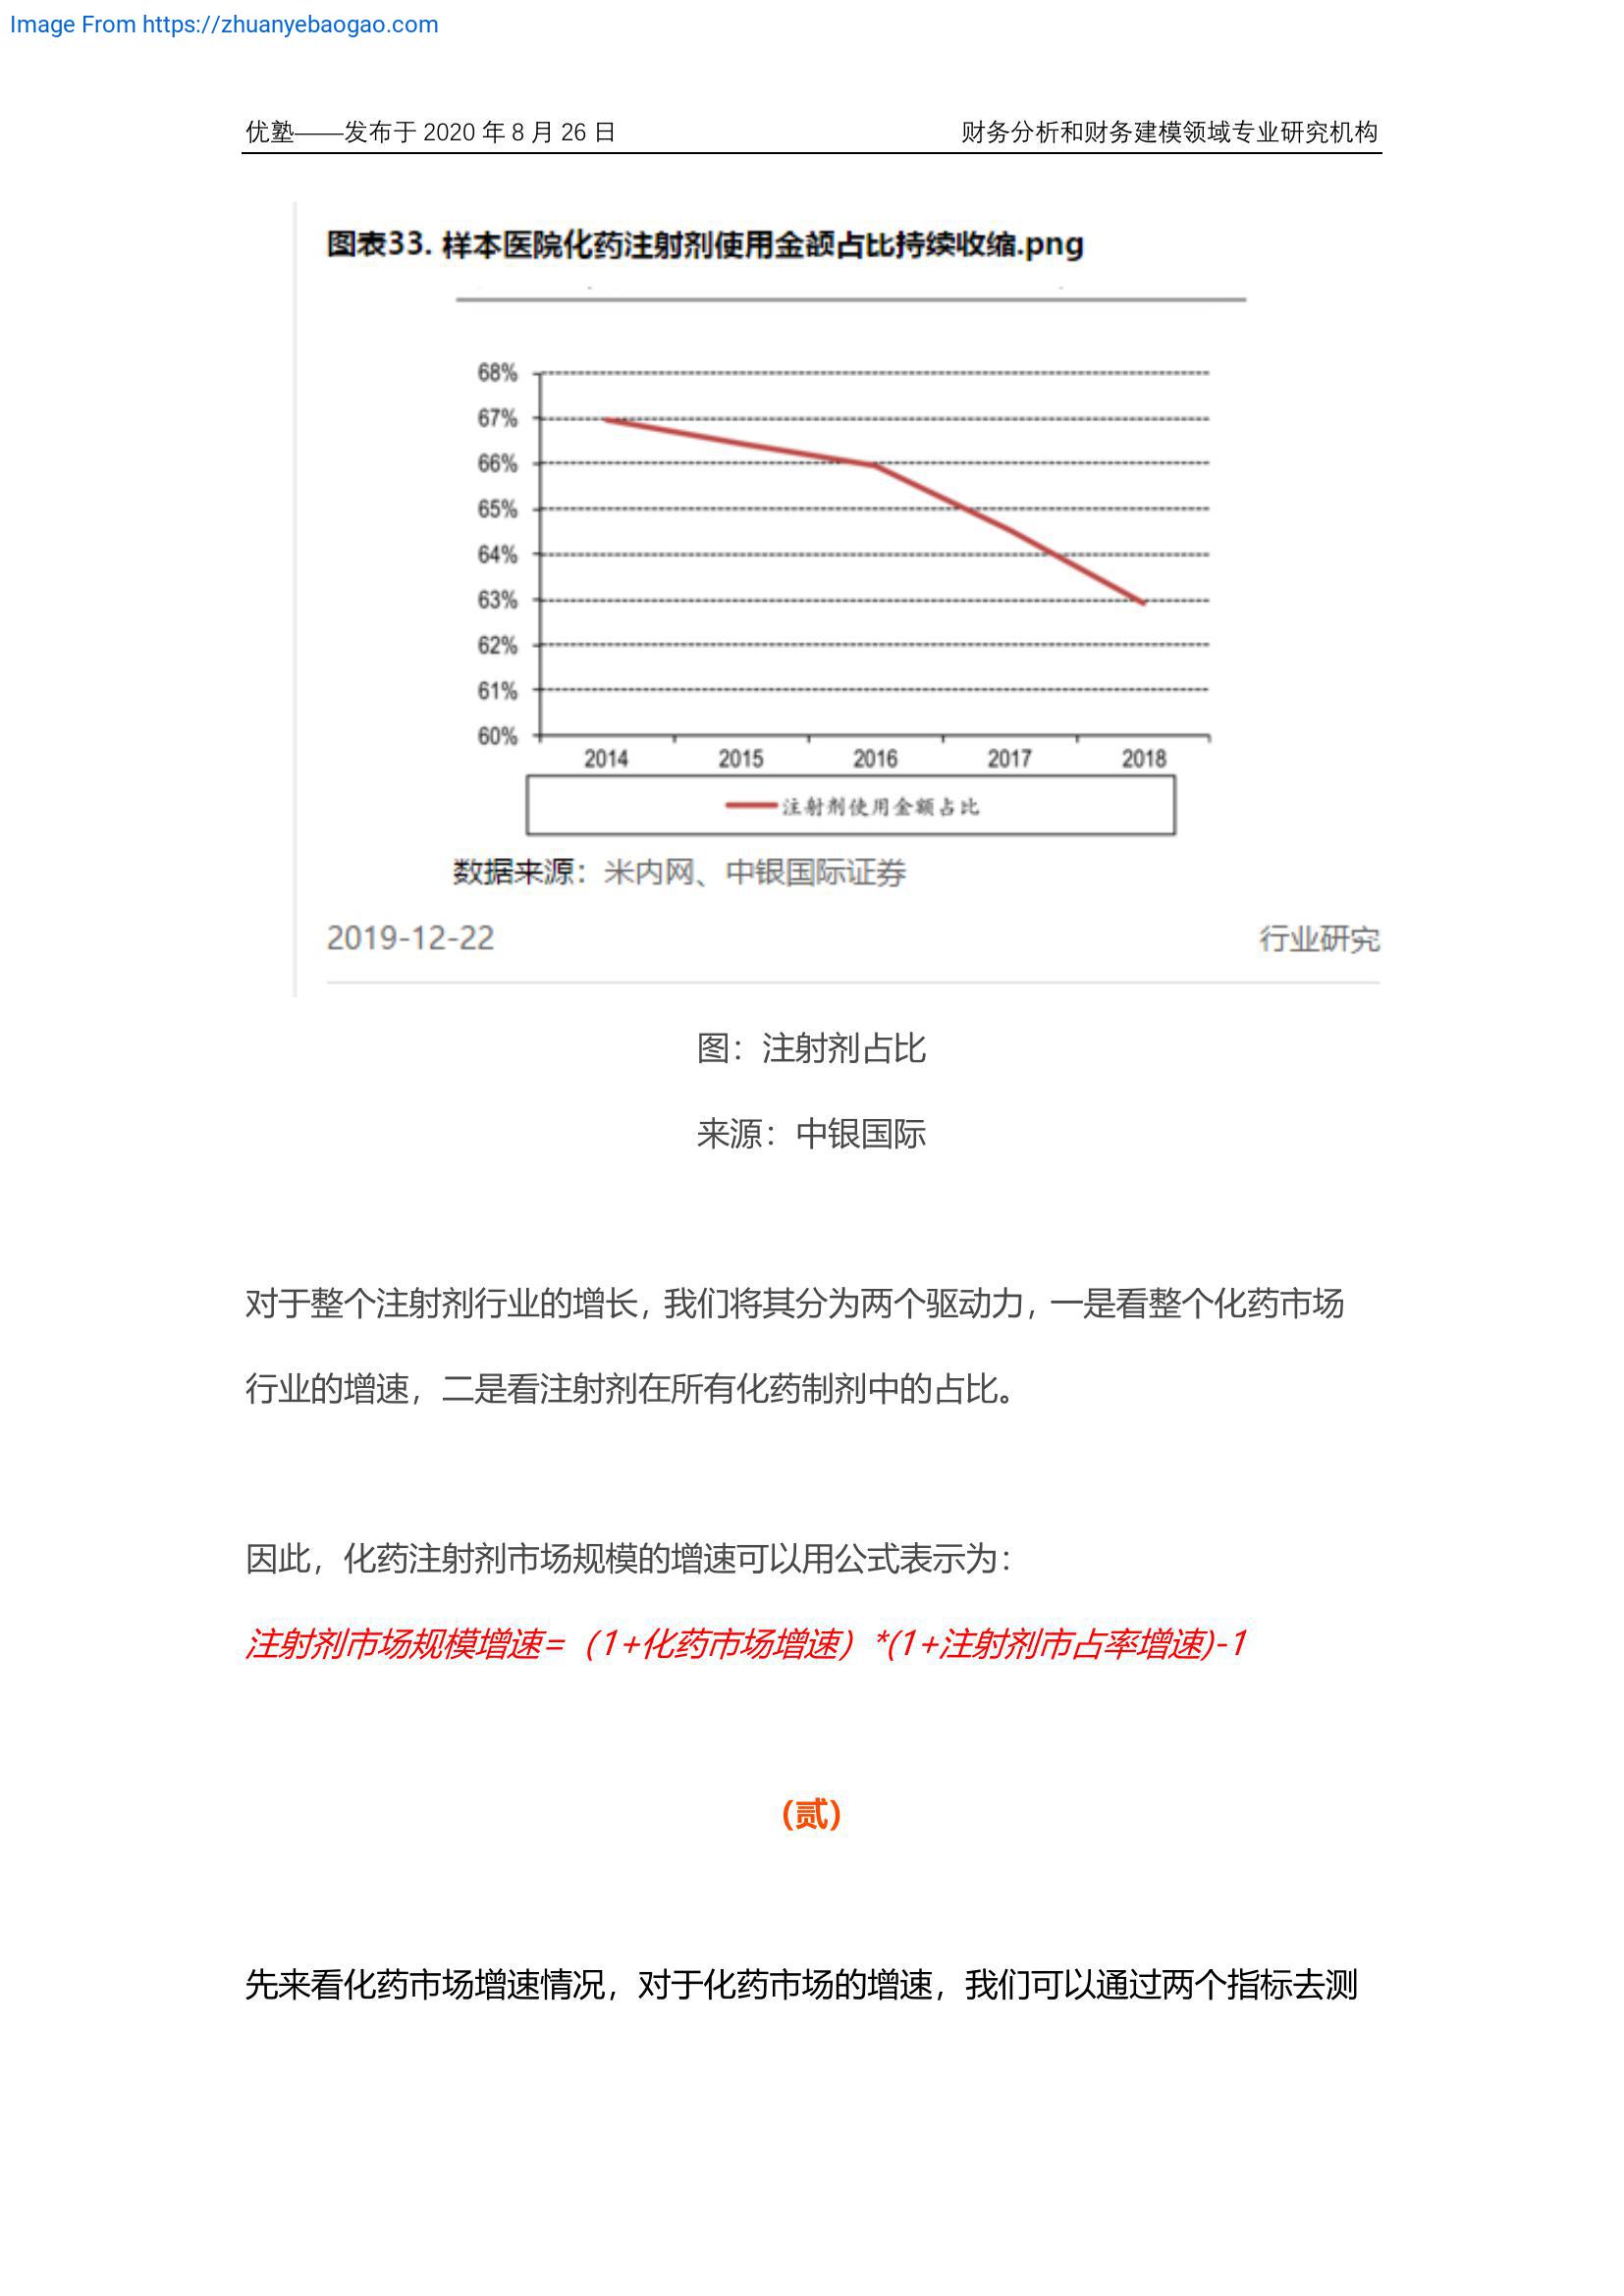 Image From https://zhuanyebaogao.com
优塾——发布于 2020 年 8 月 26 日 财务分析和财务建模领域专业研究机构
图表33. 样本医院化药注射剂使用金额占比持续收缩.png
68%
67%
66%
65%
64%
63%
62%
61%
60%
2014 2015 2016 2017 2018
注射剂使用金额占比
数据来源：米内网、中银国际证券
2019-12-22 行业研究
图：注射剂占比
来源：中银国际
对于整个注射剂行业的增长，我们将其分为两个驱动力，一是看整个化药市场
行业的增速，二是看注射剂在所有化药制剂中的占比。
因此，化药注射剂市场规模的增速可以用公式表示为：
注射剂市场规模增速=（1+化药市场增速）*(1+注射剂市占率增速)-1
（贰）
先来看化药市场增速情况，对于化药市场的增速，我们可以通过两个指标去测